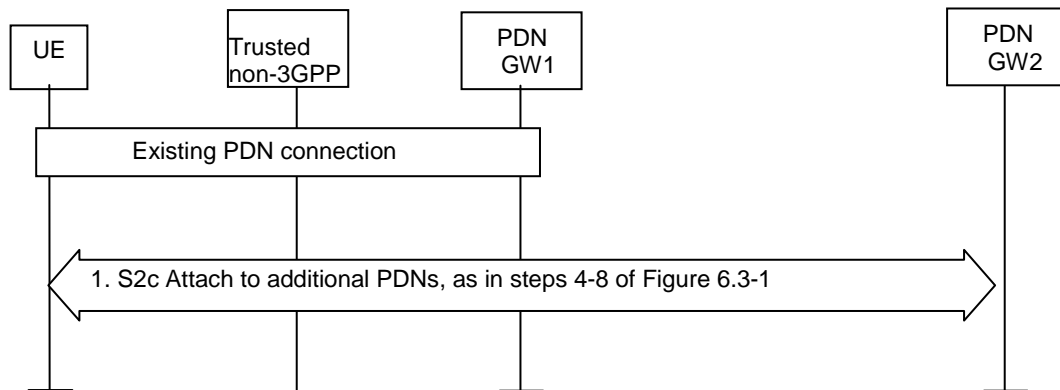 UE
Trusted
non-3GPP
PDN
GW1
PDN
GW2
Existing PDN connection
1. S2c Attach to additional PDNs, as in steps 4-8 of Figure 6.3-1